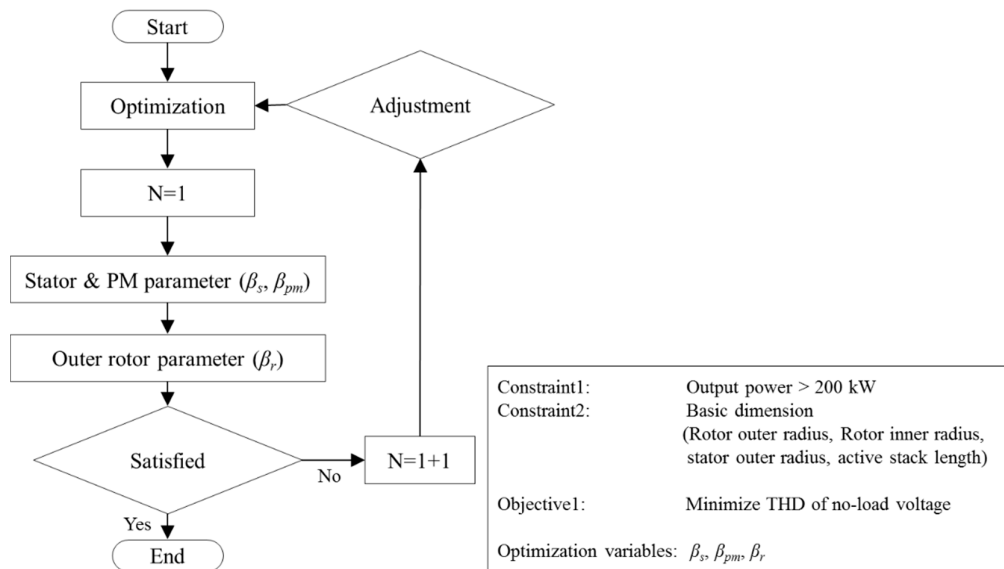 Start
Optimization
Adjustment
N=1
Stator & PM parameter (βs, βpm)
Outer rotor parameter (βr)
Satisfied
No
N=1+1
Yes
End
Constraint1: Output power > 200 kW
Constraint2: Basic dimension
(Rotor outer radius, Rotor inner radius,
stator outer radius, active stack length)
Objective1: Minimize THD of no-load voltage
Optimization variables: βs, βpm, βr